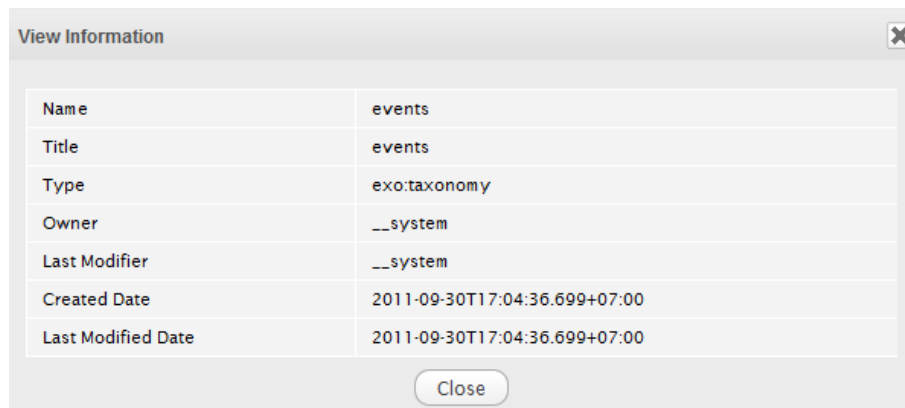 View Information
Name events
Title events
Type exo:taxonomy
Owner __system
Last Modifier __system
Created Date 2011-09-30T17:04:36.699+07:00
Last Modified Date 2011-09-30T17:04:36.699+07:00
Close